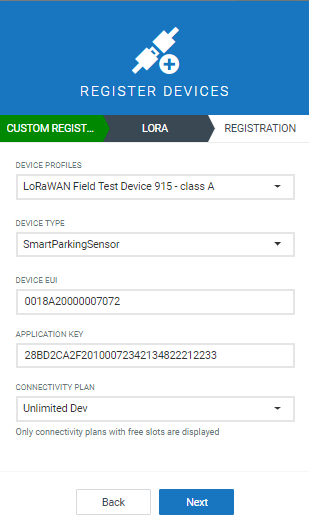 REGISTER DEVICES
CUSTOM REGIST... LORA REGISTRATION
DEVICE PROFILES
LoRaWAN Field Test Device 915 - class A
DEVICE TYPE
SmartParkingSensor
DEVICE EUI
0018A20000007072
APPLICATION KEY
28BD2CA2F20100072342134822212233
CONNECTIVITY PLAN
Unlimited Dev
Only connectivity plans with free slots are displayed
Back Next